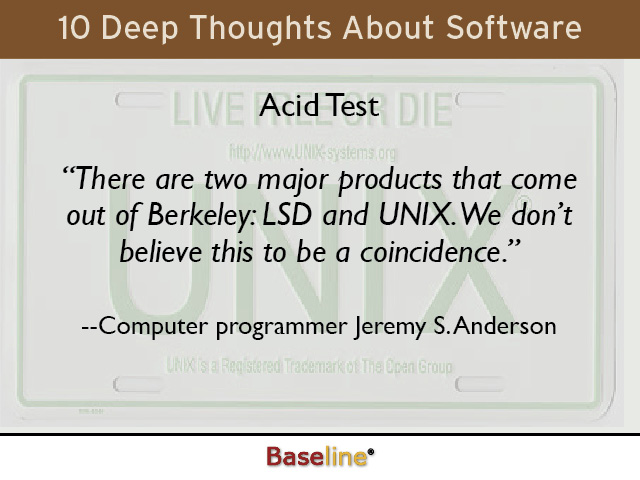 10 Deep Thoughts About Software
LIVE FREE OR DIE
Acid Test
http://www.UNIX-systems.org
“There are two major products that come
out of Berkeley: LSD and UNIX. We don’t
believe this to be a coincidence.”
UNIX®
--Computer programmer Jeremy S. Anderson
UNIX is a Registered Trademark of The Open Group
Baseline®